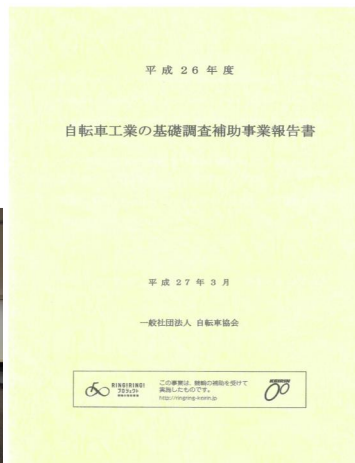 平成26年度
自転車工業の基礎調査補助事業報告書
平成27年3月
一般社団法人 自転車協会
RINGRINGI
プロジェクト
この事業は、競輪の補助を受けて
実施したものです。
http://ringring-keirin.jp
KEIRIN